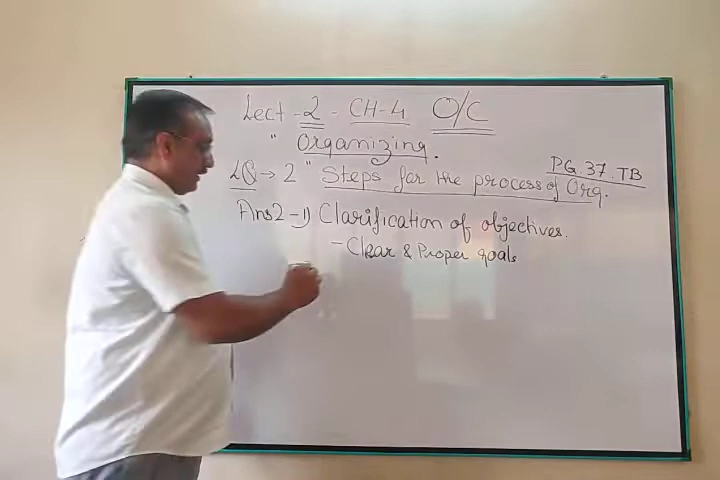 Lect-2 - CH-4 O/C
"Organizing.
PG.37.TB
LQ → 2 "Steps for the process of Org.
Ans2-1) Clarification of objectives.
- Clear & Proper goals